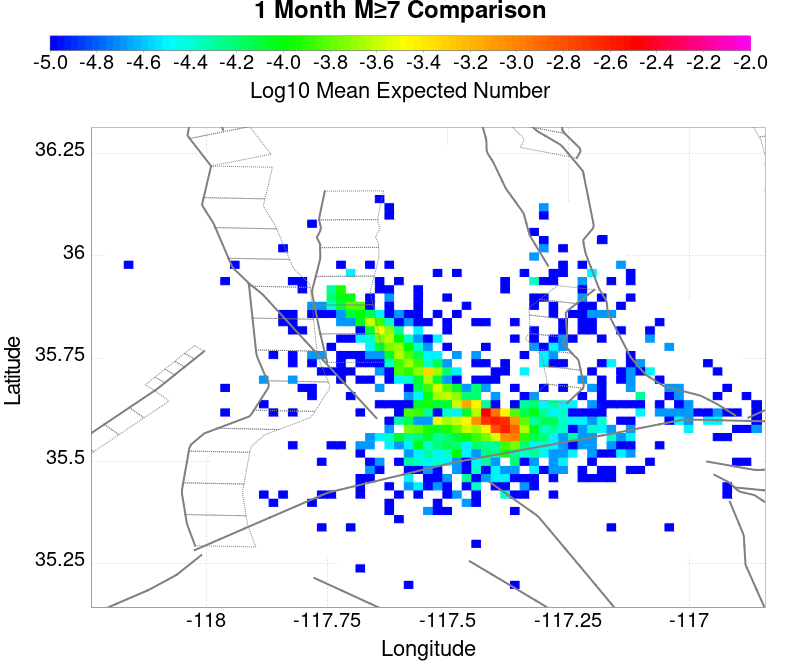 1 Month M≥7 Comparison
-5.0 -4.8 -4.6 -4.4 -4.2 -4.0 -3.8 -3.6 -3.4 -3.2 -3.0 -2.8 -2.6 -2.4 -2.2 -2.0
Log10 Mean Expected Number
36.25
36
35.75
35.5
35.25
Latitude
-118 -117.75 -117.5 -117.25 -117
Longitude